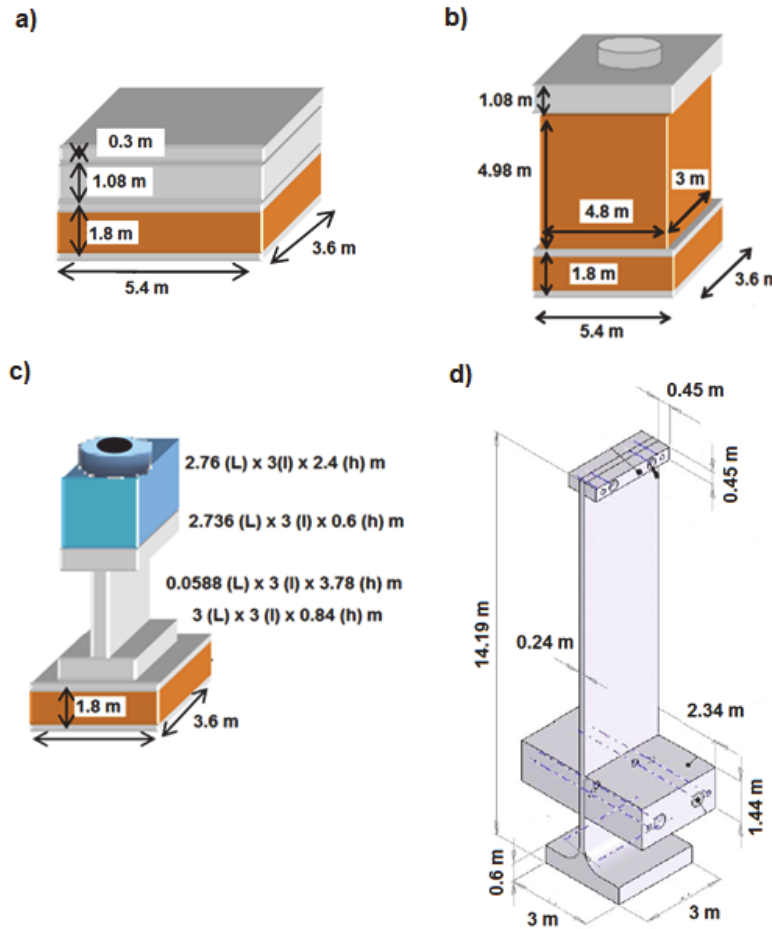 a)
0.3 m
1.08 m
1.8 m
3.6 m
5.4 m
b)
1.08 m
4.98 m
3 m
4.8 m
1.8 m
3.6 m
5.4 m
c)
2.76 (L) x 3(l) x 2.4 (h) m
2.736 (L) x 3 (l) x 0.6 (h) m
0.0588 (L) x 3 (l) x 3.78 (h) m
3 (L) x 3 (l) x 0.84 (h) m
1.8 m
3.6 m
d)
0.45 m
0.45 m
14.19 m
0.24 m
2.34 m
1.44 m
0.6 m
3 m
3 m